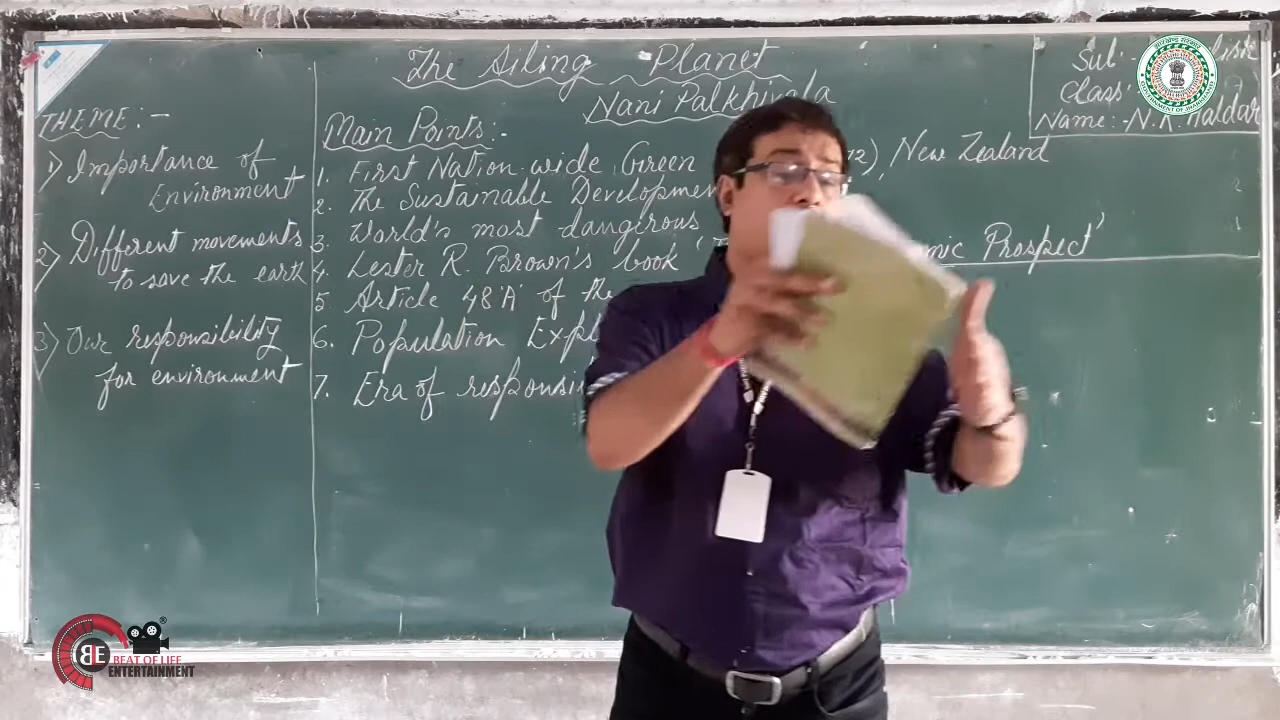 The Ailing Planet
Nani Palkhivala
Sub:-
Class
Name:- N.K. Haldar
THEME:-
1) Importance of
Environment
2) Different movements
to save the earth
3) Our responsibility
for environment
Main Points:-
1. First Nation-wide Green 72), New Zealand
2. The Sustainable Developmen
3. World's most dangerous
4. Lester R. Brown's book ' omic Prospect'
5. Article 48'A' of the
6. Population Expl
7. Era of responsi
BEAT OF LIFE
ENTERTAINMENT